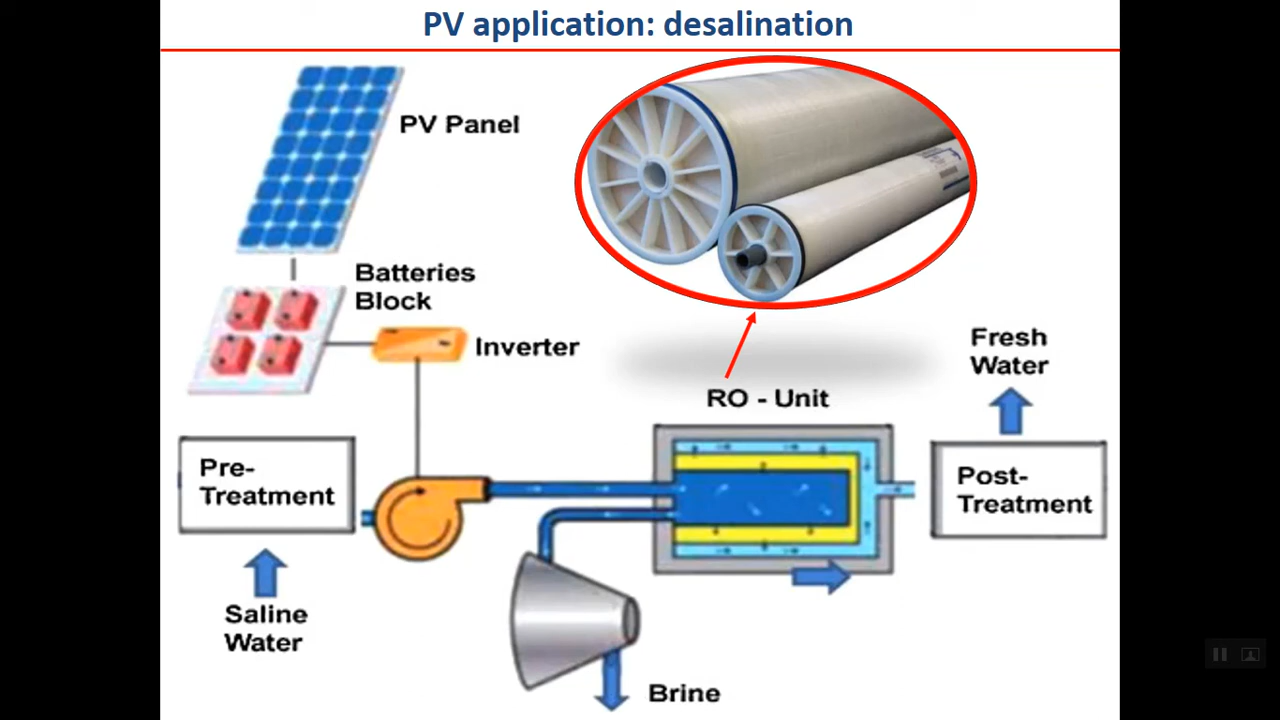 PV application: desalination
PV Panel
Batteries
Block
Inverter
Fresh
Water
RO - Unit
Pre-
Treatment
Post-
Treatment
Saline
Water
Brine